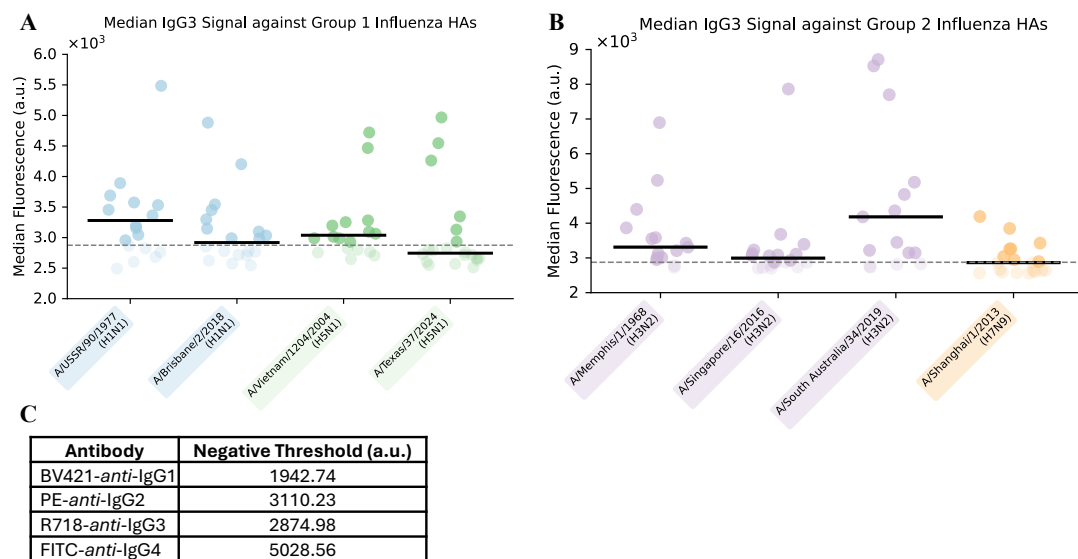 A
Median IgG3 Signal against Group 1 Influenza HAs
×10³
Median Fluorescence (a.u.)
6.0
5.5
5.0
4.5
4.0
3.5
3.0
2.5
2.0
A/USSR/90/1977
(H1N1)
A/Brisbane/2/2018
(H1N1)
A/Vietnam/1204/2004
(H5N1)
A/Texas/37/2024
(H5N1)
B
Median IgG3 Signal against Group 2 Influenza HAs
×10³
Median Fluorescence (a.u.)
9
8
7
6
5
4
3
2
A/Memphis/1/1968
(H3N2)
A/Singapore/16/2016
(H3N2)
A/South Australia/34/2019
(H3N2)
A/Shanghai/1/2013
(H7N9)
C
Antibody Negative Threshold (a.u.)
BV421-anti-IgG1 1942.74
PE-anti-IgG2 3110.23
R718-anti-IgG3 2874.98
FITC-anti-IgG4 5028.56